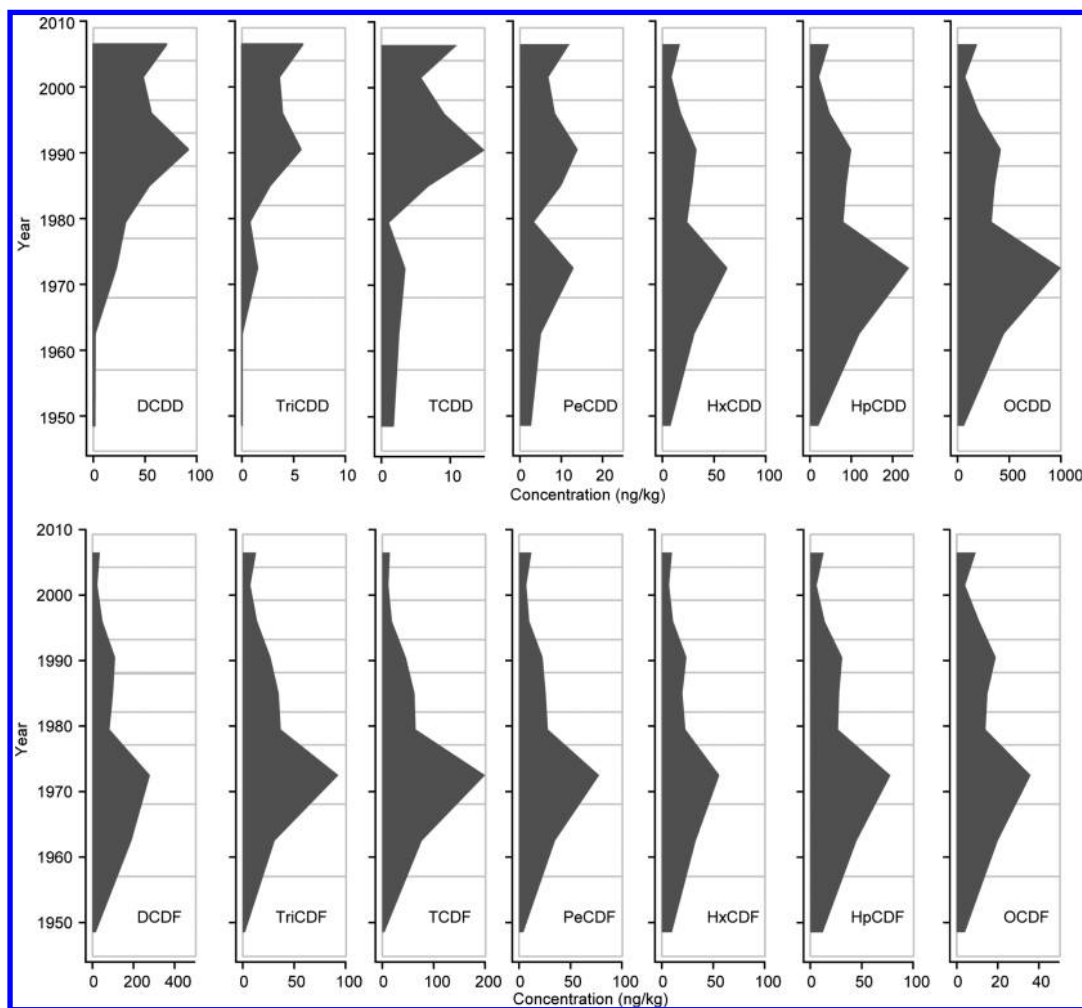 2010
2000
1990
1980
1970
1960
1950
Year
DCDD TriCDD TCDD PeCDD HxCDD HpCDD OCDD
0 50 100 0 5 10 0 10 0 10 20 0 100 0 100 200 0 500 1000
Concentration (ng/kg)
2010
2000
1990
1980
1970
1960
1950
Year
DCDF TriCDF TCDF PeCDF HxCDF HpCDF OCDF
0 200 400 0 50 100 0 100 200 0 50 100 0 50 100 0 50 100 0 20 40
Concentration (ng/kg)